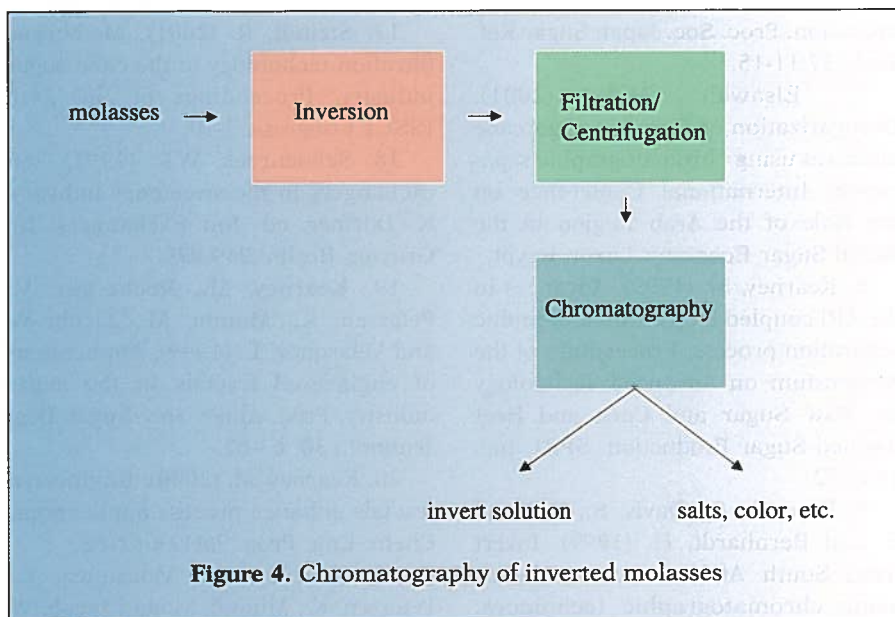 molasses
Inversion
Filtration/
Centrifugation
Chromatography
invert solution
salts, color, etc.
Figure 4. Chromatography of inverted molasses